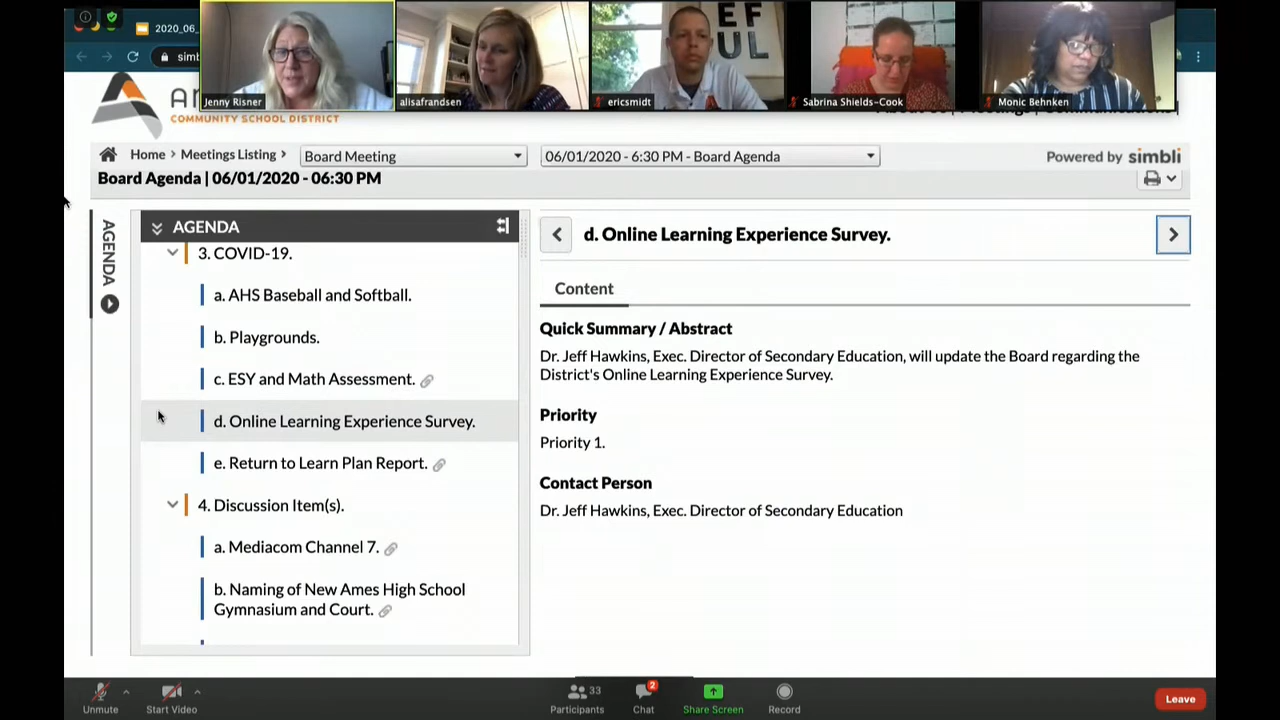 2020_06_
simb
EF
UL
Jenny Risner
alisafrandsen
ericsmidt
Sabrina Shields-Cook
Monic Behnken
COMMUNITY SCHOOL DISTRICT
Home > Meetings Listing >
Board Meeting
06/01/2020 - 6:30 PM - Board Agenda
Powered by simbli
Board Agenda | 06/01/2020 - 06:30 PM
AGENDA
AGENDA
3. COVID-19.
a. AHS Baseball and Softball.
b. Playgrounds.
c. ESY and Math Assessment.
d. Online Learning Experience Survey.
e. Return to Learn Plan Report.
4. Discussion Item(s).
a. Mediacom Channel 7.
b. Naming of New Ames High School
Gymnasium and Court.
d. Online Learning Experience Survey.
Content
Quick Summary / Abstract
Dr. Jeff Hawkins, Exec. Director of Secondary Education, will update the Board regarding the
District's Online Learning Experience Survey.
Priority
Priority 1.
Contact Person
Dr. Jeff Hawkins, Exec. Director of Secondary Education
Unmute
Start Video
33
Participants
2
Chat
Share Screen
Record
Leave